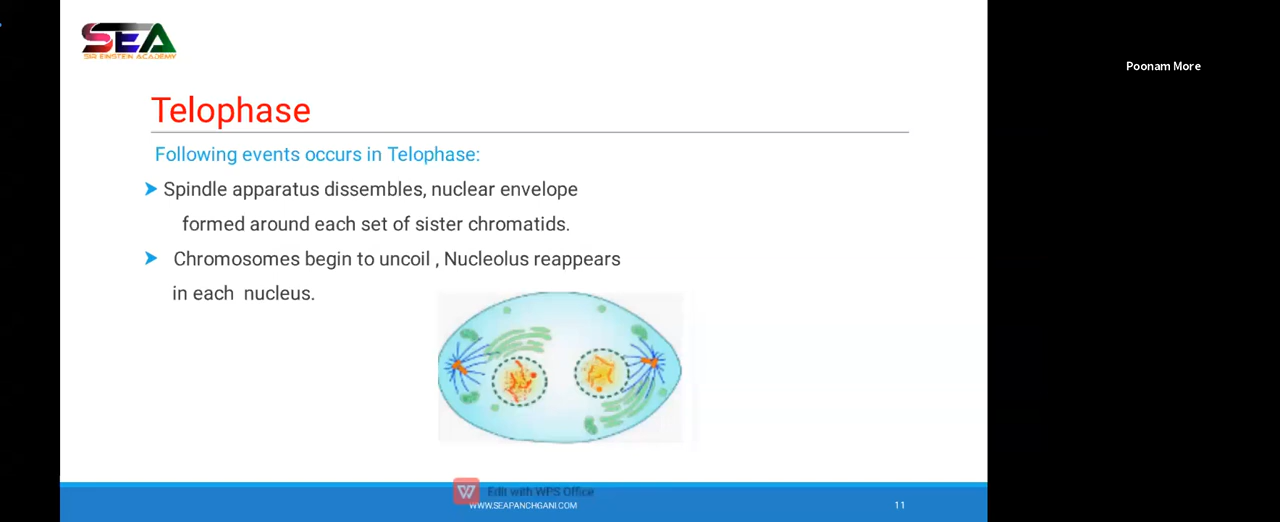 SEA
SIR EINSTEIN ACADEMY
Poonam More
Telophase
Following events occurs in Telophase:
Spindle apparatus dissembles, nuclear envelope
formed around each set of sister chromatids.
Chromosomes begin to uncoil , Nucleolus reappears
in each nucleus.
Edit with WPS Office
WWW.SEAPANCHGANI.COM
11